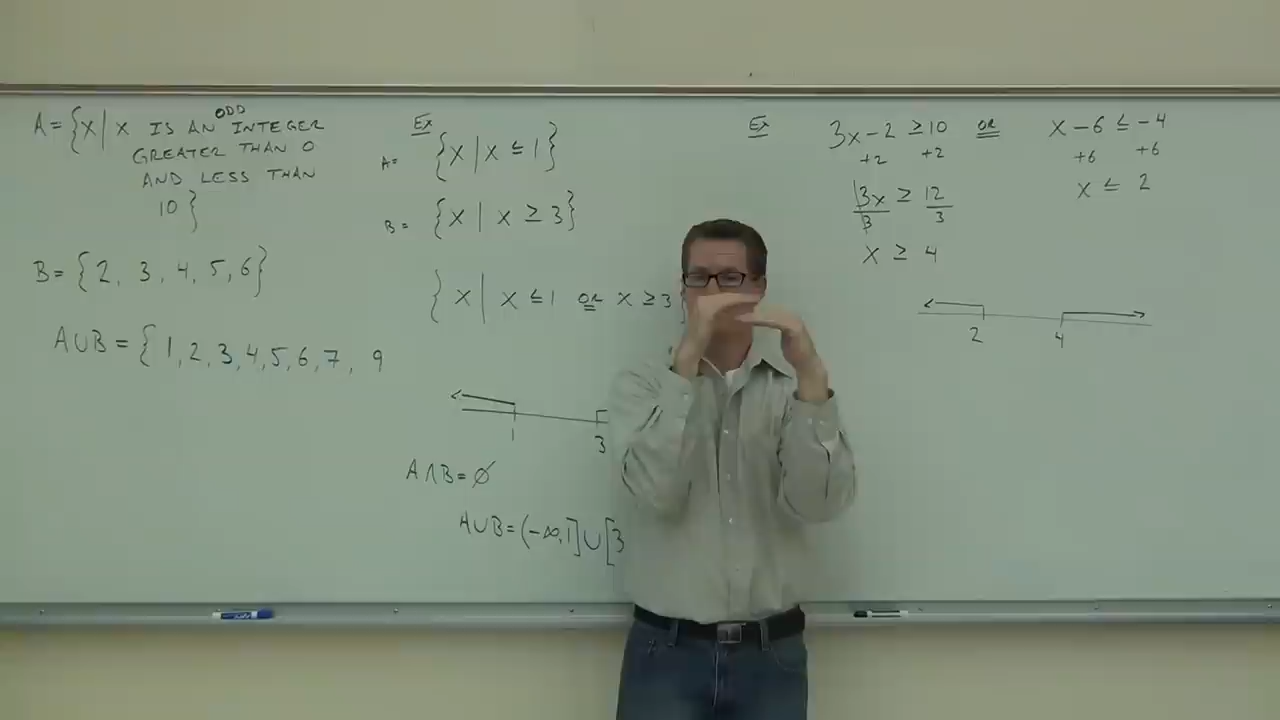 A = {x | x IS AN ODD INTEGER
GREATER THAN 0
AND LESS THAN
10}
B = {2, 3, 4, 5, 6}
A∪B = { 1, 2, 3, 4, 5, 6, 7, 9
Ex
A= {x | x ≤ 1}
B= {x | x ≥ 3}
{x | x ≤ 1 OR x ≥ 3}
1 3
A∩B = ∅
A∪B = (-∞, 1] ∪ [3
Ex
3x - 2 ≥ 10 OR x - 6 ≤ -4
+2 +2 +6 +6
3x ≥ 12 x ≤ 2
3 3
x ≥ 4
2 4